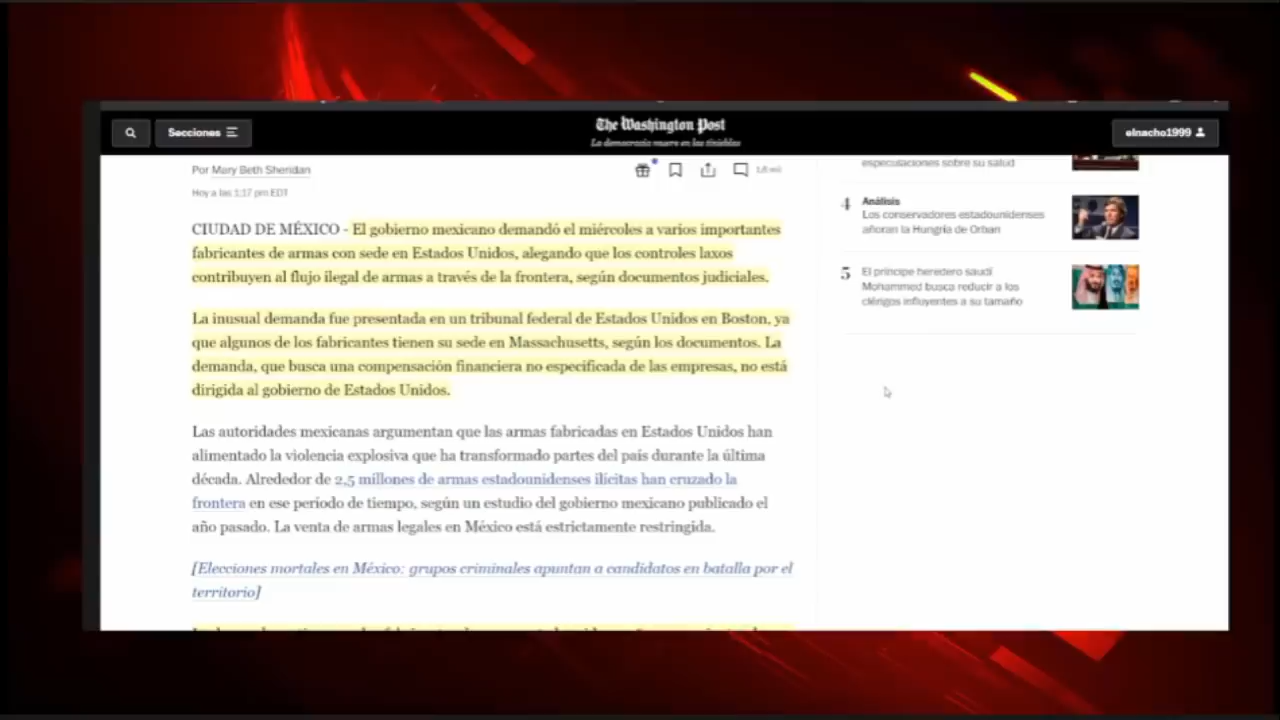 Secciones
The Washington Post
La democracia muere en las tinieblas
elnacho1999
Por Mary Beth Sheridan
Hoy a las 1:17 pm EDT
CIUDAD DE MÉXICO - El gobierno mexicano demandó el miércoles a varios importantes
fabricantes de armas con sede en Estados Unidos, alegando que los controles laxos
contribuyen al flujo ilegal de armas a través de la frontera, según documentos judiciales.
La inusual demanda fue presentada en un tribunal federal de Estados Unidos en Boston, ya
que algunos de los fabricantes tienen su sede en Massachusetts, según los documentos. La
demanda, que busca una compensación financiera no especificada de las empresas, no está
dirigida al gobierno de Estados Unidos.
Las autoridades mexicanas argumentan que las armas fabricadas en Estados Unidos han
alimentado la violencia explosiva que ha transformado partes del país durante la última
década. Alrededor de 2,5 millones de armas estadounidenses ilícitas han cruzado la
frontera en ese período de tiempo, según un estudio del gobierno mexicano publicado el
año pasado. La venta de armas legales en México está estrictamente restringida.
[Elecciones mortales en México: grupos criminales apuntan a candidatos en batalla por el
territorio]
especulaciones sobre su salud
4 Análisis
Los conservadores estadounidenses
añoran la Hungría de Orban
5 El príncipe heredero saudí
Mohammed busca reducir a los
clérigos influyentes a su tamaño